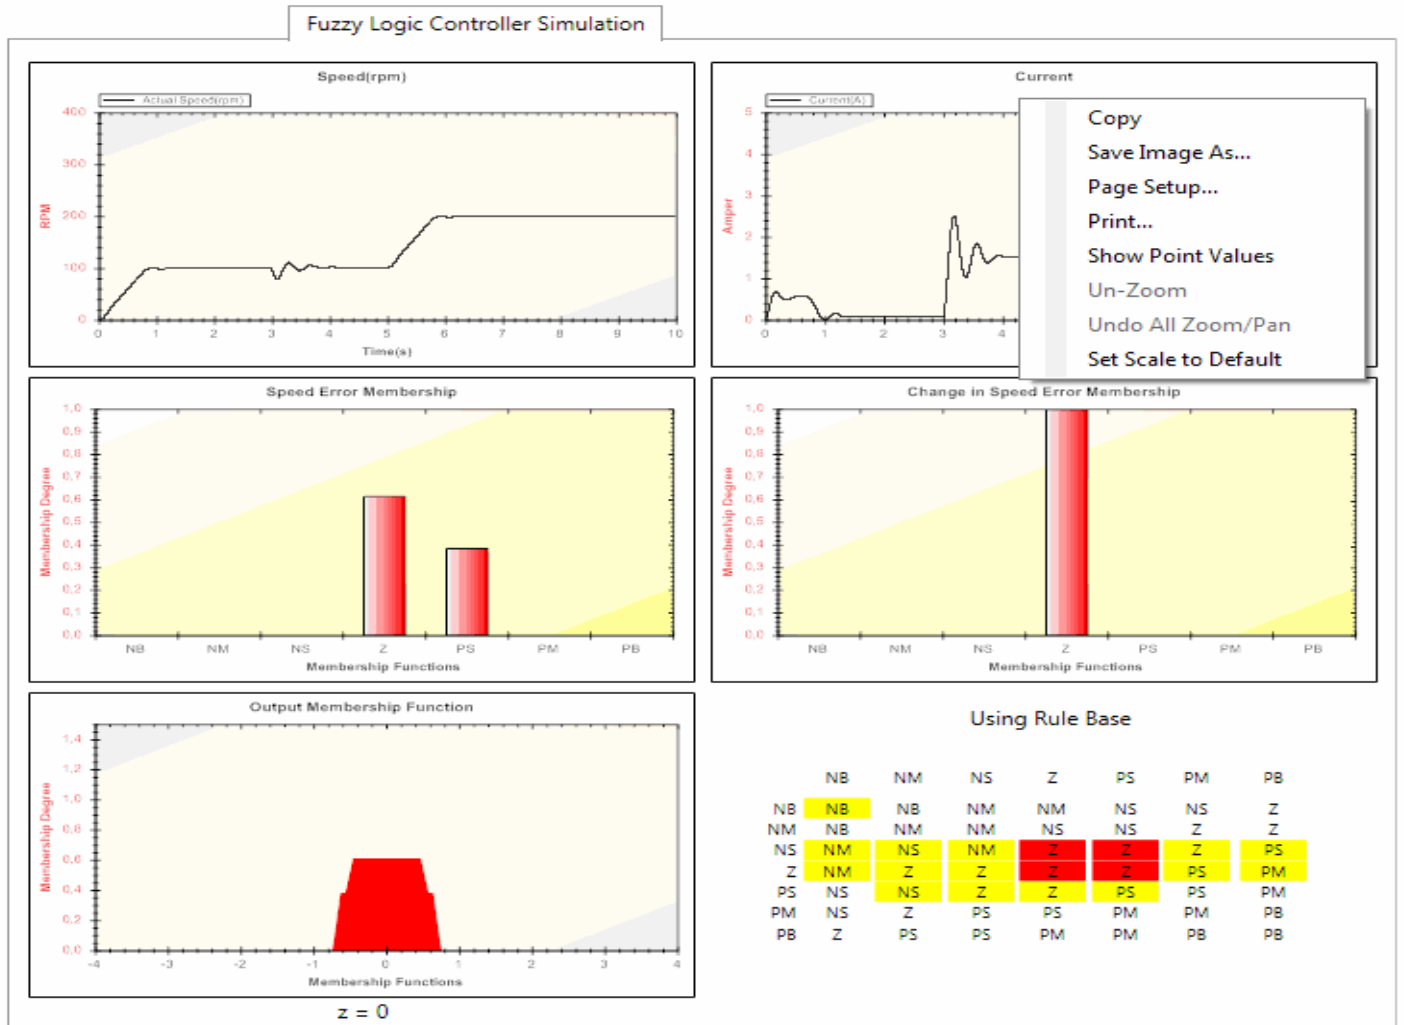 Fuzzy Logic Controller Simulation
Speed(rpm)
Actual Speed(rpm)
400
300
200
100
0
RPM
0 1 2 3 4 5 6 7 8 9 10
Time(s)
Current
Current(A)
5
4
3
2
1
0
Amper
0 1 2 3 4
Copy
Save Image As...
Page Setup...
Print...
Show Point Values
Un-Zoom
Undo All Zoom/Pan
Set Scale to Default
Speed Error Membership
1,0
0,9
0,8
0,7
0,6
0,5
0,4
0,3
0,2
0,1
0,0
Membership Degree
NB NM NS Z PS PM PB
Membership Functions
Change in Speed Error Membership
1,0
0,9
0,8
0,7
0,6
0,5
0,4
0,3
0,2
0,1
0,0
Membership Degree
NB NM NS Z PS PM PB
Membership Functions
Output Membership Function
1,4
1,2
1,0
0,8
0,6
0,4
0,2
0,0
Membership Degree
-4 -3 -2 -1 0 1 2 3 4
Membership Functions
z = 0
Using Rule Base
NB NM NS Z PS PM PB
NB NB NB NM NM NS NS Z
NM NB NM NM NS NS Z Z
NS NM NS NM Z Z Z PS
Z NM Z Z Z Z PS PM
PS NS NS Z Z PS PS PM
PM NS Z PS PS PM PM PB
PB Z PS PS PM PM PB PB